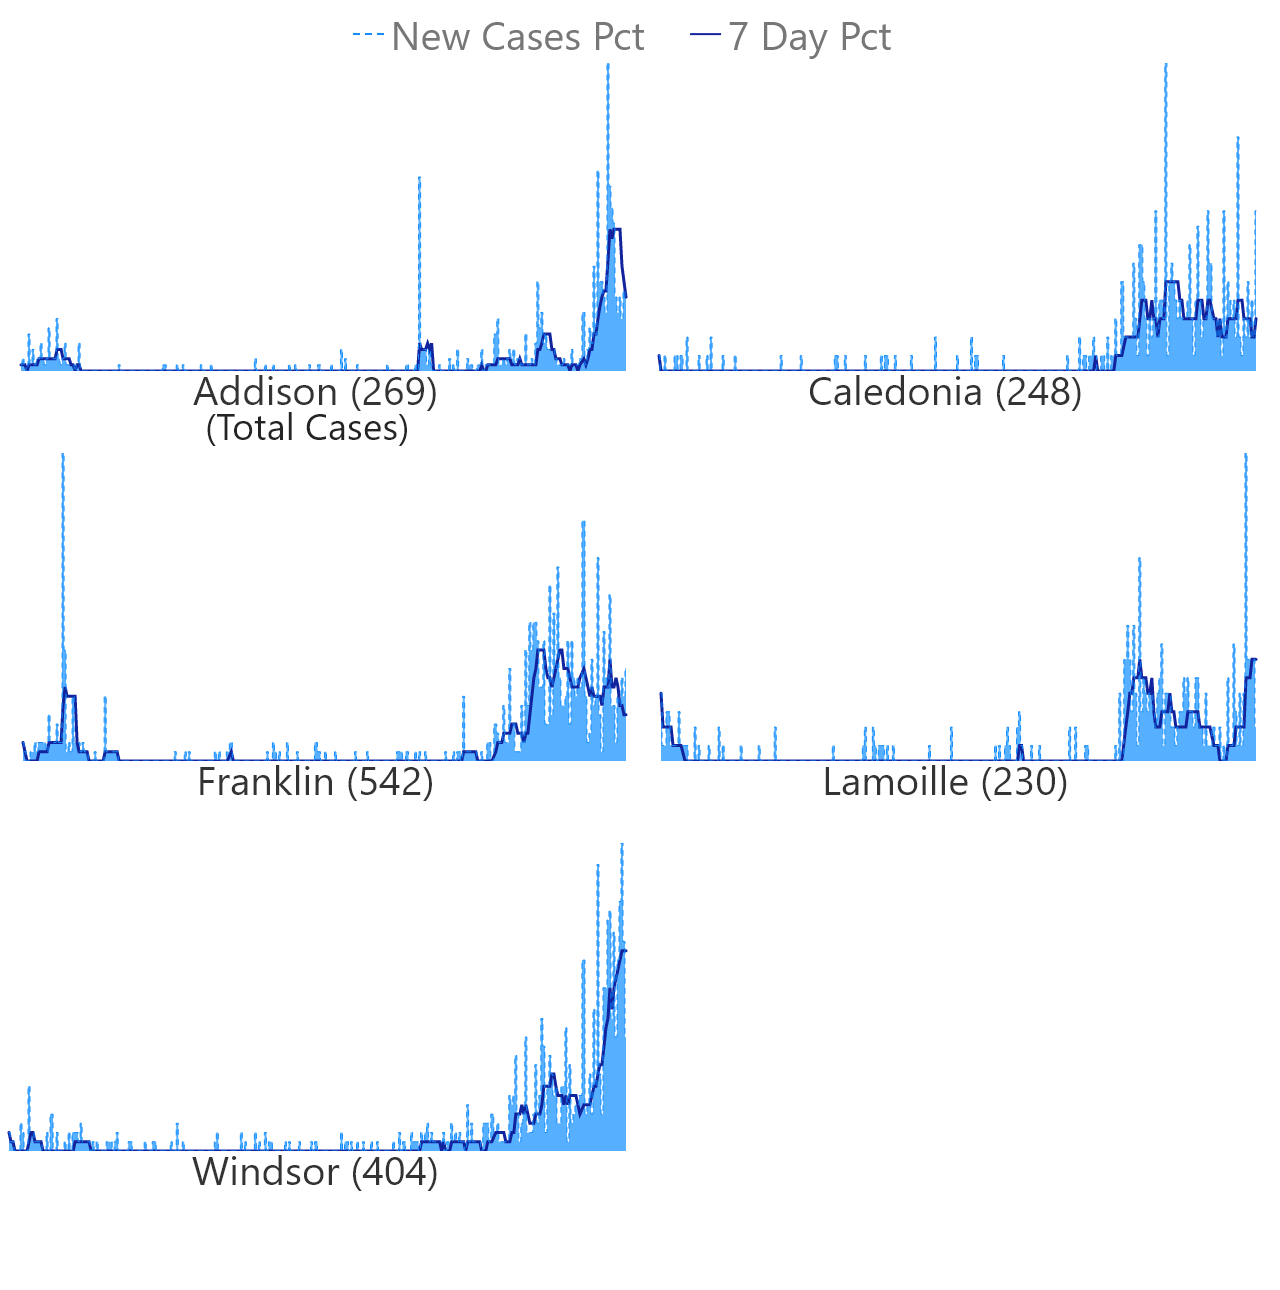 New Cases Pct 7 Day Pct
Addison (269) Caledonia (248)
(Total Cases)
Franklin (542) Lamoille (230)
Windsor (404)